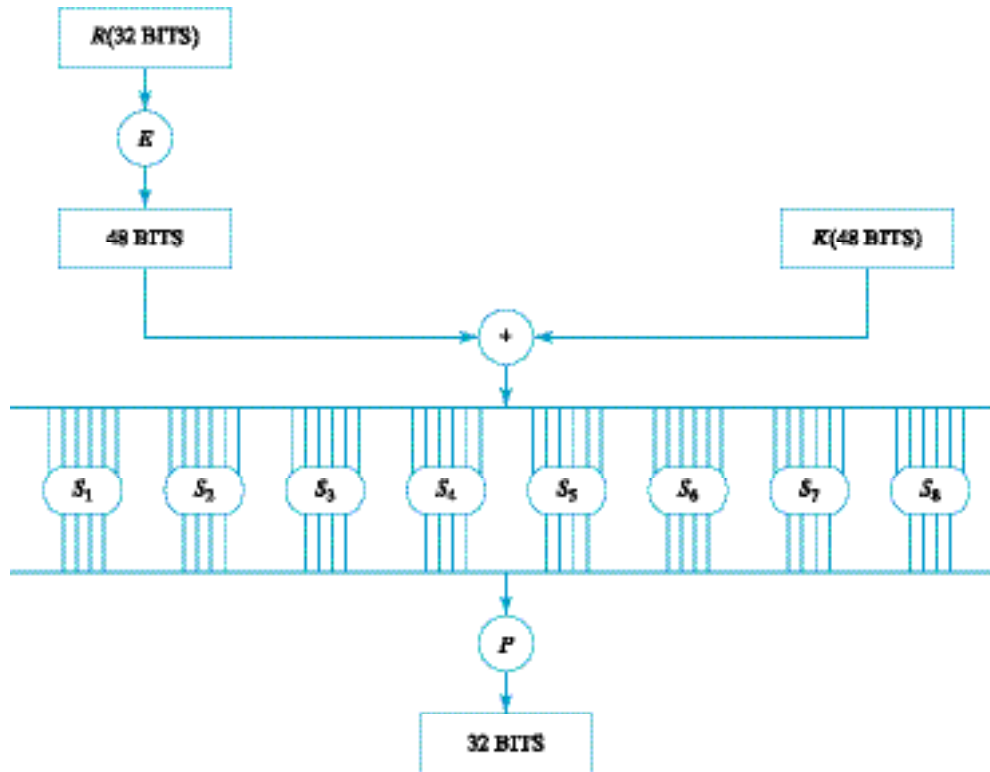 R(32 BITS)
E
48 BITS
K(48 BITS)
+
S₁ S₂ S₃ S₄ S₅ S₆ S₇ S₈
P
32 BITS